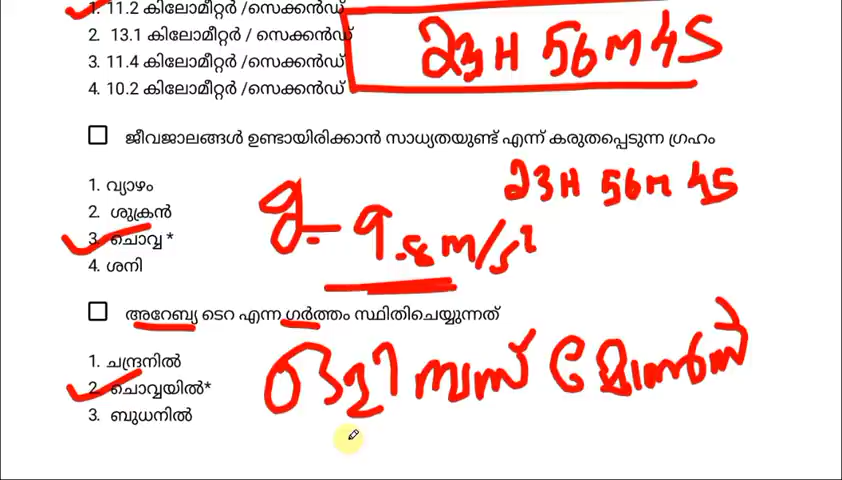 1. 11.2 കിലോമീറ്റർ /സെക്കൻഡ്
2. 13.1 കിലോമീറ്റർ / സെക്കൻഡ്
23H 56m 4S
3. 11.4 കിലോമീറ്റർ /സെക്കൻഡ്
4. 10.2 കിലോമീറ്റർ /സെക്കൻഡ്
ജീവജാലങ്ങൾ ഉണ്ടായിരിക്കാൻ സാധ്യതയുണ്ട് എന്ന് കരുതപ്പെടുന്ന ഗ്രഹം
23H 56m 4S
1. വ്യാഴം
2. ശുക്രൻ
g - 9.8m/s²
3. ചൊവ്വ *
4. ശനി
അറേബ്യ ടെറ എന്ന ഗർത്തം സ്ഥിതിചെയ്യുന്നത്
1. ചന്ദ്രനിൽ
2. ചൊവ്വയിൽ*
3. ബുധനിൽ